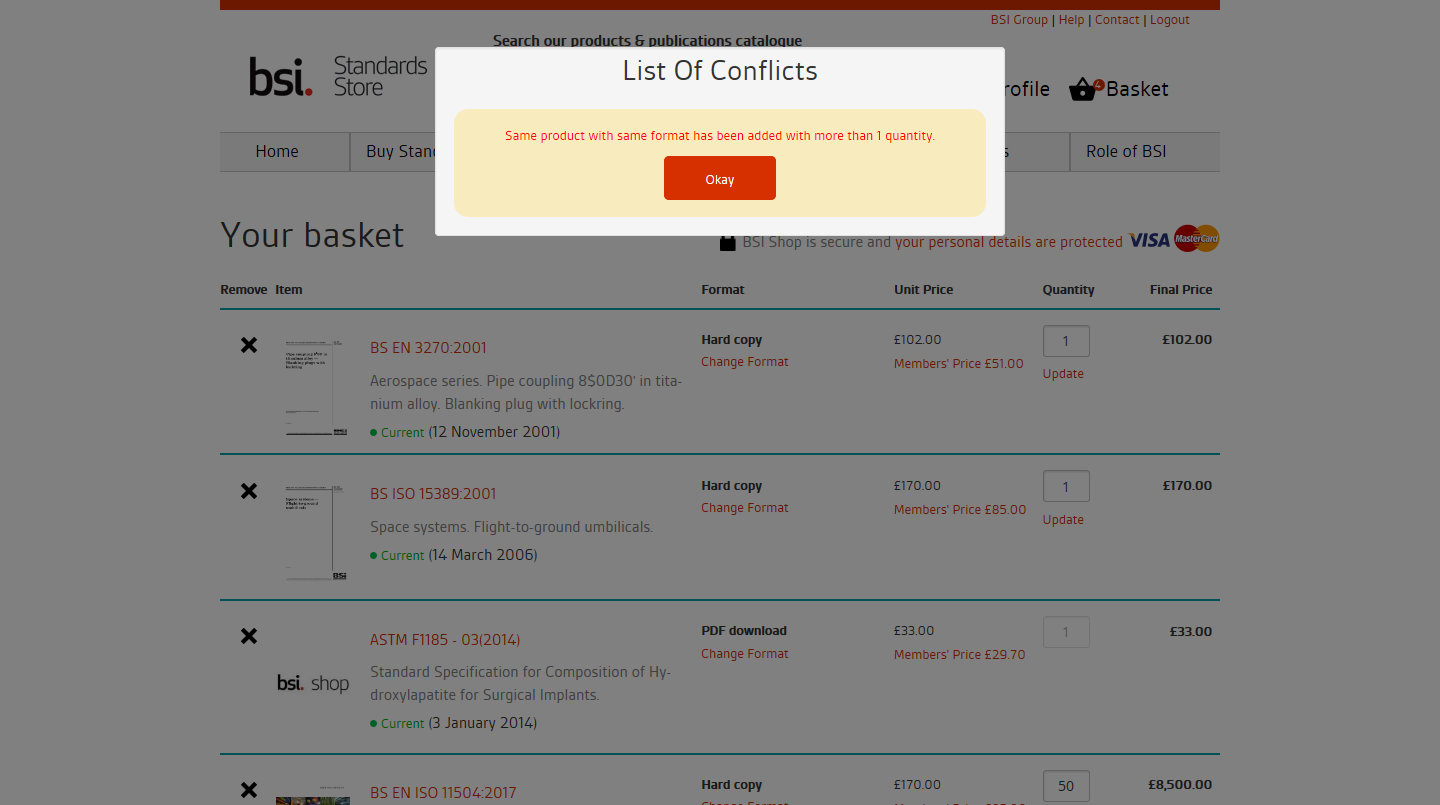 BSI Group | Help | Contact | Logout
Search our products & publications catalogue
bsi. Standards Store
rofile
4
Basket
List Of Conflicts
Same product with same format has been added with more than 1 quantity.
Okay
Home
Buy Stan
s
Role of BSI
Your basket
BSI Shop is secure and your personal details are protected
VISA MasterCard
Remove Item Format Unit Price Quantity Final Price
BS EN 3270:2001
Aerospace series. Pipe coupling 8$0D30' in tita-
nium alloy. Blanking plug with lockring.
Current (12 November 2001)
Hard copy
Change Format
£102.00
Members' Price £51.00
1
Update
£102.00
BS ISO 15389:2001
Space systems. Flight-to-ground umbilicals.
Current (14 March 2006)
Hard copy
Change Format
£170.00
Members' Price £85.00
1
Update
£170.00
bsi. shop
ASTM F1185 - 03(2014)
Standard Specification for Composition of Hy-
droxylapatite for Surgical Implants.
Current (3 January 2014)
PDF download
Change Format
£33.00
Members' Price £29.70
1
£33.00
BS EN ISO 11504:2017
Hard copy
£170.00
50
£8,500.00